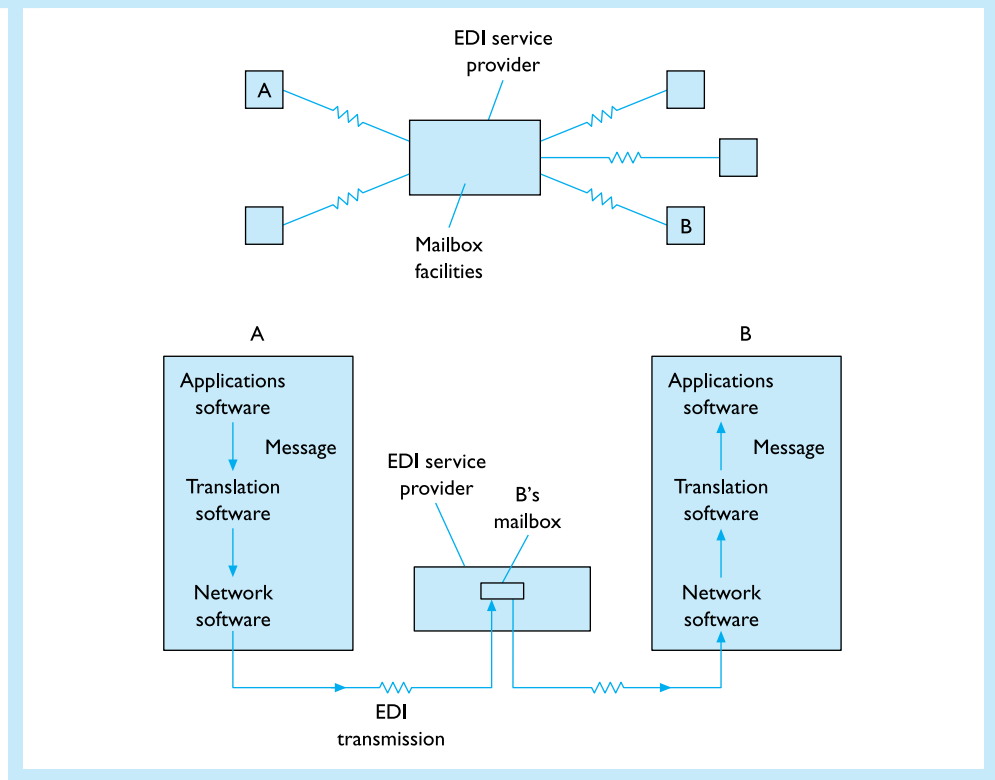 EDI service
provider
A
B
Mailbox
facilities
A
B
Applications
software
Message
Translation
software
Network
software
EDI service
provider
B's
mailbox
EDI
transmission
Applications
software
Message
Translation
software
Network
software